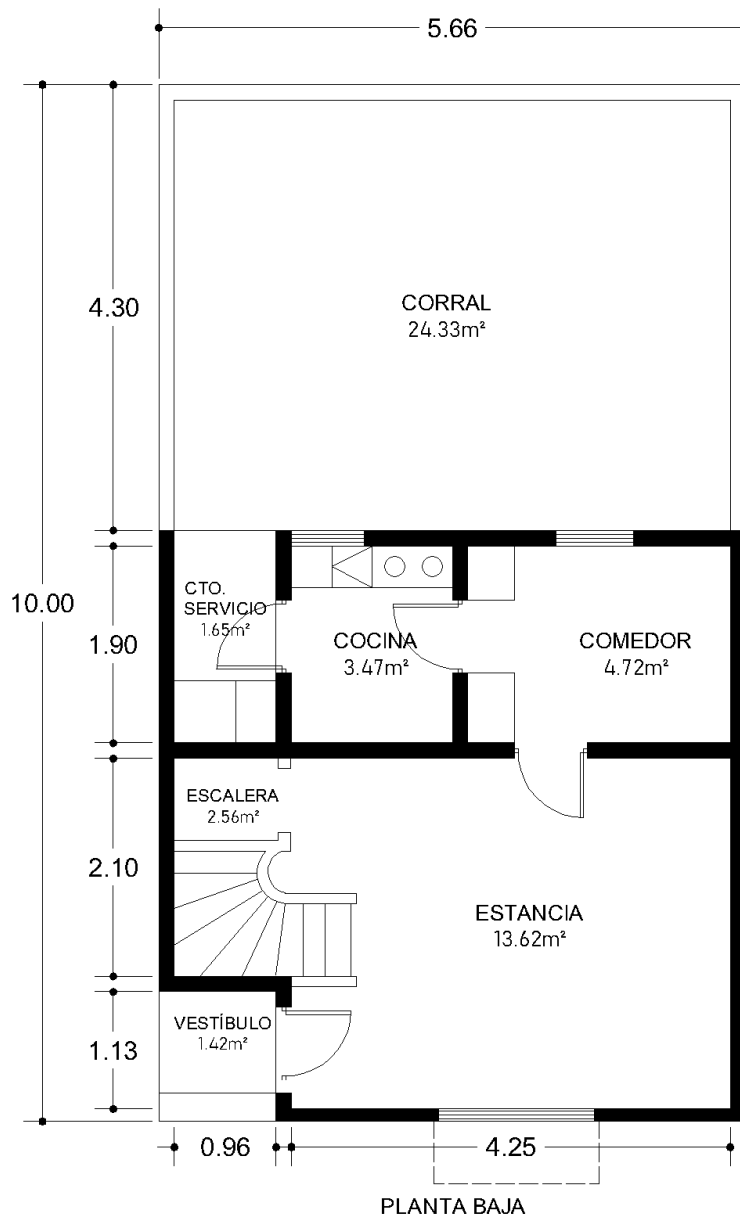 5.66
4.30
CORRAL
24.33m²
10.00
1.90
CTO.
SERVICIO
1.65m²
COCINA
3.47m²
COMEDOR
4.72m²
2.10
ESCALERA
2.56m²
ESTANCIA
13.62m²
1.13
VESTÍBULO
1.42m²
0.96
4.25
PLANTA BAJA